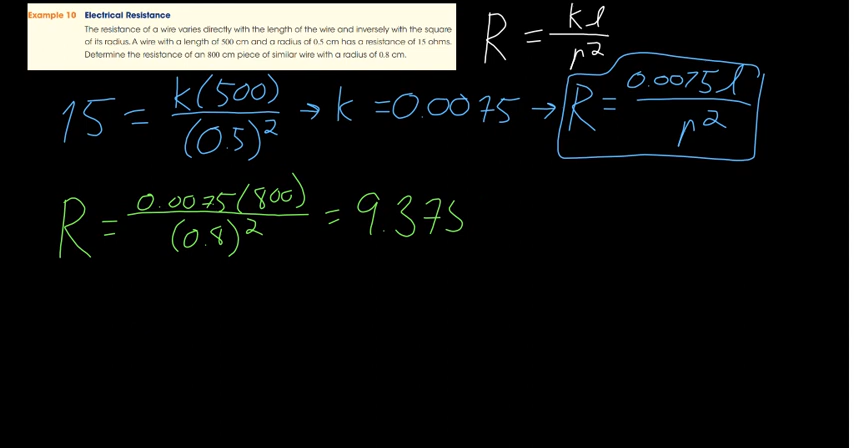 Example 10 Electrical Resistance
The resistance of a wire varies directly with the length of the wire and inversely with the square
of its radius. A wire with a length of 500 cm and a radius of 0.5 cm has a resistance of 15 ohms.
Determine the resistance of an 800 cm piece of similar wire with a radius of 0.8 cm.
R = kl / r²
15 = k(500) / (0.5)² → k = 0.0075 → R = 0.0075l / r²
R = 0.0075(800) / (0.8)² = 9.375